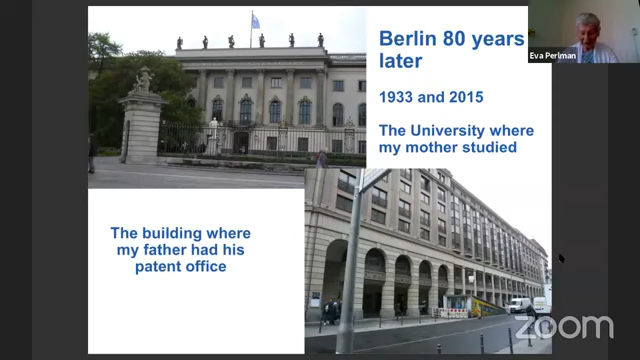 Berlin 80 years
later
1933 and 2015
The University where
my mother studied
The building where
my father had his
patent office
Eva Perlman
zoom